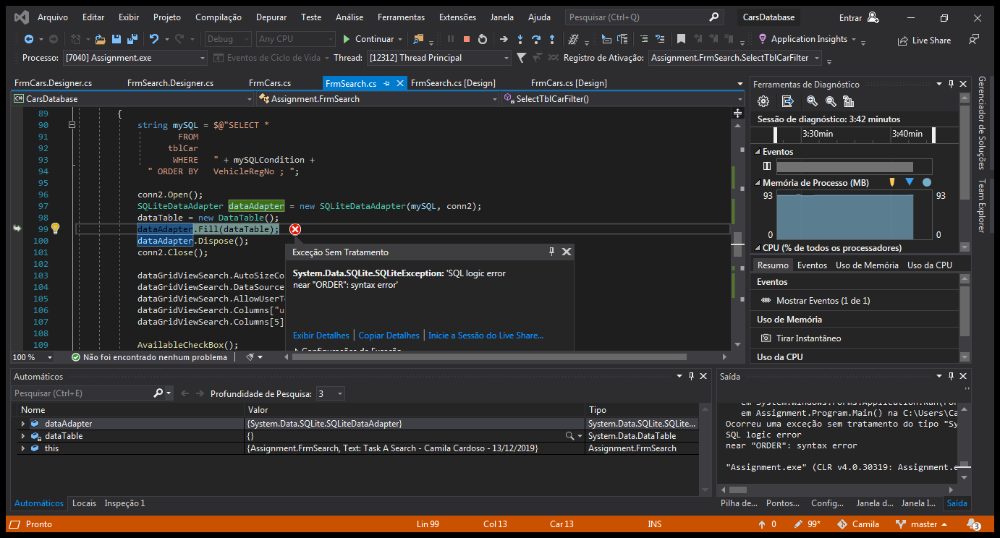 Arquivo Editar Exibir Projeto Compilação Depurar Teste Análise Ferramentas Extensões Janela Ajuda Pesquisar (Ctrl+Q) CarsDatabase Entrar
Debug Any CPU Continuar Application Insights Live Share
Processo: [7040] Assignment.exe Eventos de Ciclo de Vida Thread: [12312] Thread Principal Registro de Ativação: Assignment.FrmSearch.SelectTblCarFilter
FrmCars.Designer.cs FrmSearch.Designer.cs FrmCars.cs FrmSearch.cs FrmSearch.cs [Design] FrmCars.cs [Design]
C# CarsDatabase Assignment.FrmSearch SelectTblCarFilter()
89 {
90 string mySQL = $@"SELECT *
91 FROM
92 tblCar
93 WHERE " + mySQLCondition +
94 " ORDER BY VehicleRegNo ; ";
95
96 conn2.Open();
97 SQLiteDataAdapter dataAdapter = new SQLiteDataAdapter(mySQL, conn2);
98 dataTable = new DataTable();
99 dataAdapter.Fill(dataTable);
100 dataAdapter.Dispose();
101 conn2.Close();
102
103 dataGridViewSearch.AutoSizeCo
104 dataGridViewSearch.DataSource
105 dataGridViewSearch.AllowUserT
106 dataGridViewSearch.Columns["u
107 dataGridViewSearch.Columns[5]
108
109 AvailableCheckBox();
Exceção Sem Tratamento
System.Data.SQLite.SQLiteException: 'SQL logic error
near "ORDER": syntax error'
Exibir Detalhes Copiar Detalhes Inicie a Sessão do Live Share...
Configurações de Exceção
100 % Não foi encontrado nenhum problema
Ferramentas de Diagnóstico
Sessão de diagnóstico: 3:42 minutos
3:30min 3:40min
Eventos
Memória de Processo (MB)
93 93
0 0
CPU (% de todos os processadores)
Resumo Eventos Uso de Memória Uso da CPU
Eventos
Mostrar Eventos (1 de 1)
Uso de Memória
Tirar Instantâneo
Uso da CPU
Gerenciador de Soluções
Team Explorer
Automáticos
Pesquisar (Ctrl+E) Profundidade de Pesquisa: 3
Nome Valor Tipo
dataAdapter {System.Data.SQLite.SQLiteDataAdapter} System.Data.SQLite.SQLite...
dataTable {} System.Data.DataTable
this {Assignment.FrmSearch, Text: Task A Search - Camila Cardoso - 13/12/2019} Assignment.FrmSearch
Automáticos Locais Inspeção 1
Saída
em System.Windows.Forms.Application.Run(For
em Assignment.Program.Main() na C:\Users\Ca
Ocorreu uma exceção sem tratamento do tipo "Sy
SQL logic error
near "ORDER": syntax error
"Assignment.exe" (CLR v4.0.30319: Assignment.e
Pilha de... Pontos... Config... Janela d... Janela I... Saída
Pronto Lin 99 Col 13 Car 13 INS 0 99* Camila master 3